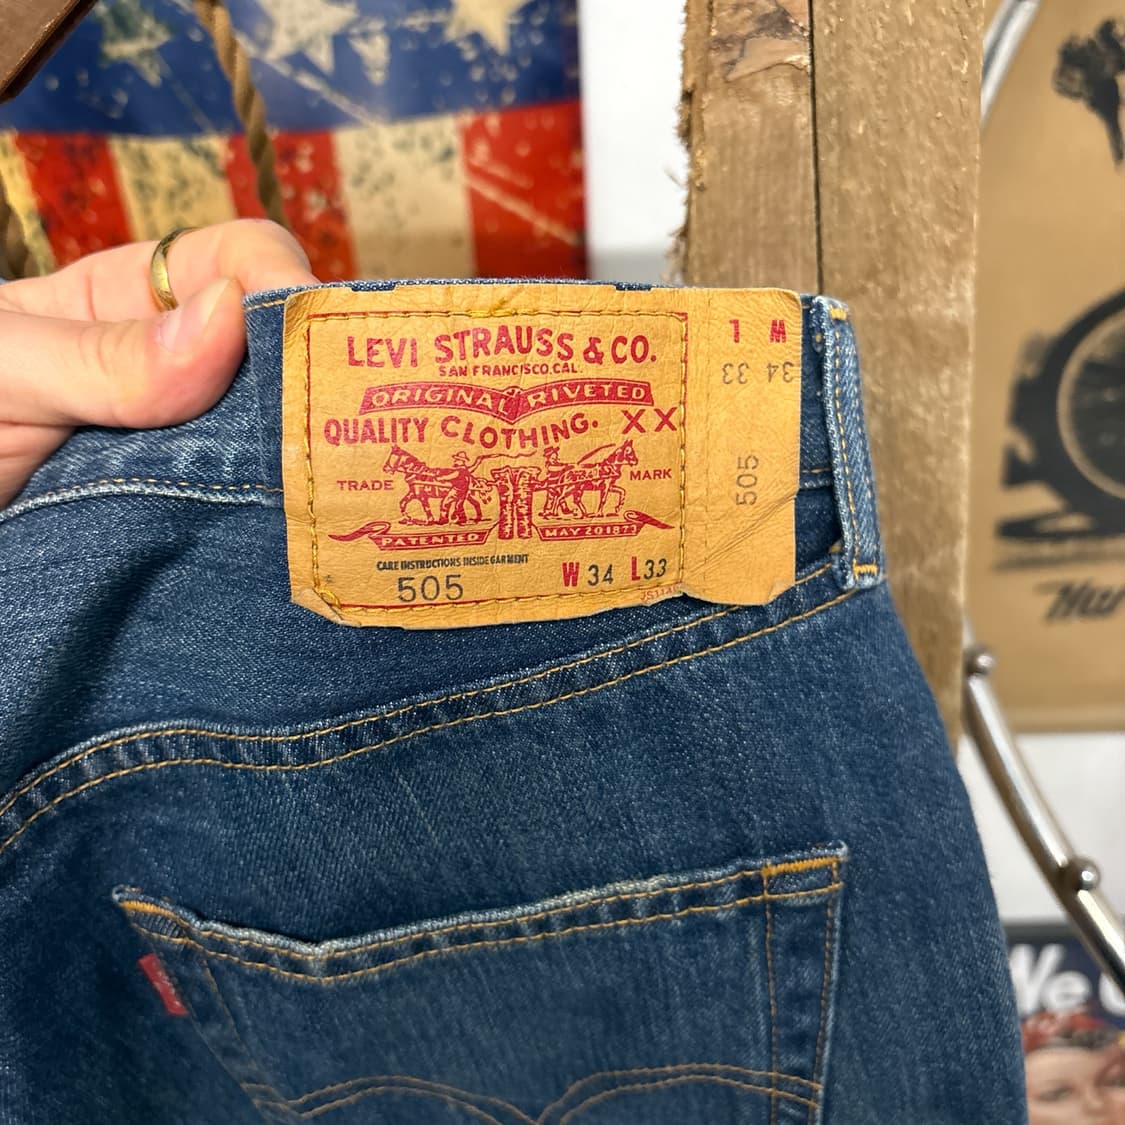 LEVI STRAUSS & CO.
SAN FRANCISCO, CAL.
ORIGINAL RIVETED
QUALITY CLOTHING. XX
TRADE MARK
PATENTED MAY 20 1873
CARE INSTRUCTIONS INSIDE GARMENT
505 W 34 L 33
W L
34 33
505
We